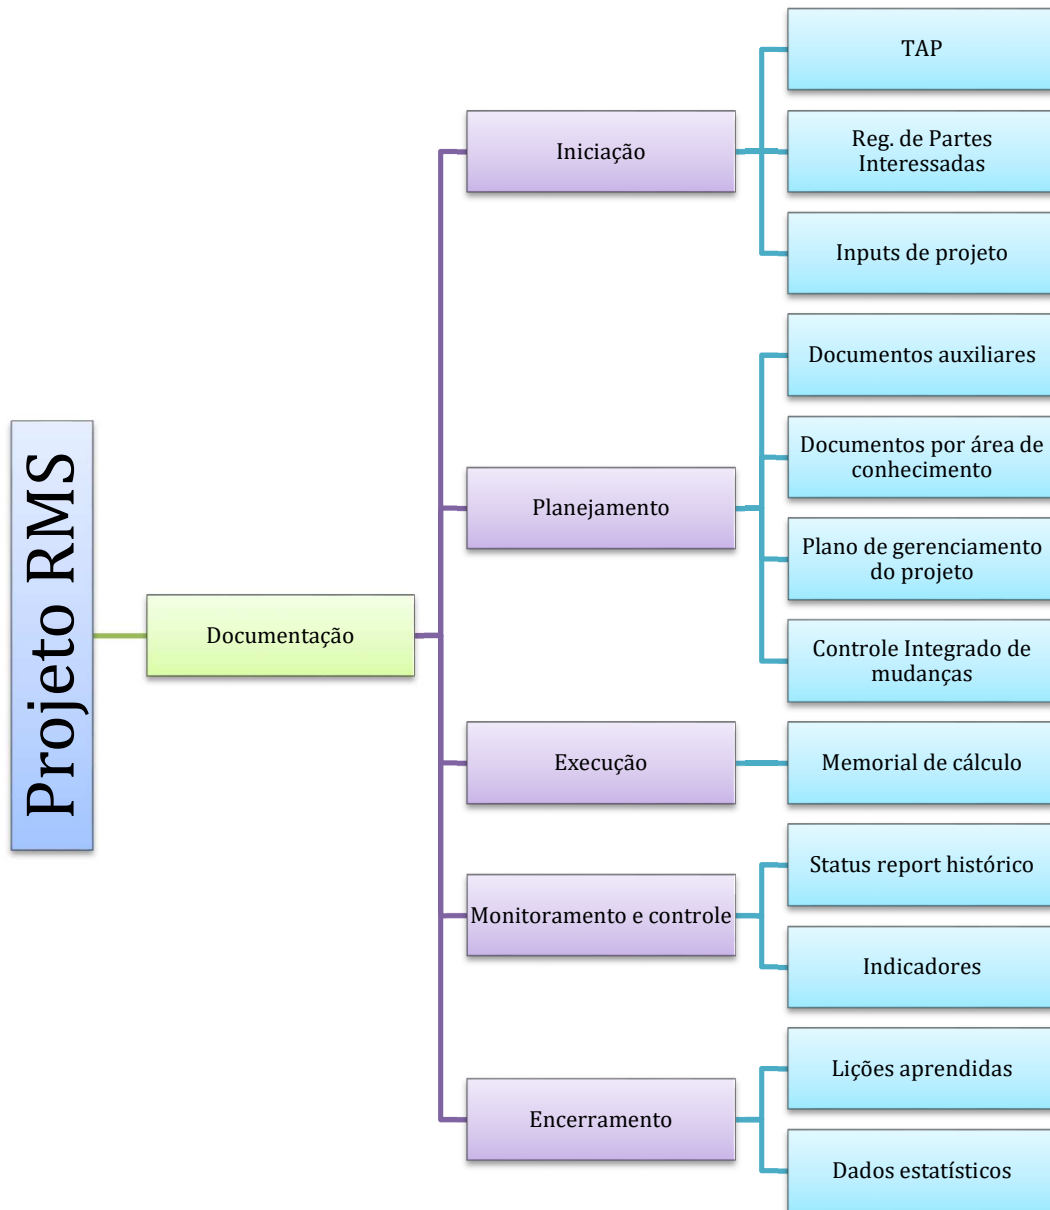 Projeto RMS
Documentação
Iniciação
TAP
Reg. de Partes
Interessadas
Inputs de projeto
Planejamento
Documentos auxiliares
Documentos por área de
conhecimento
Plano de gerenciamento
do projeto
Controle Integrado de
mudanças
Execução
Memorial de cálculo
Monitoramento e controle
Status report histórico
Indicadores
Encerramento
Lições aprendidas
Dados estatísticos